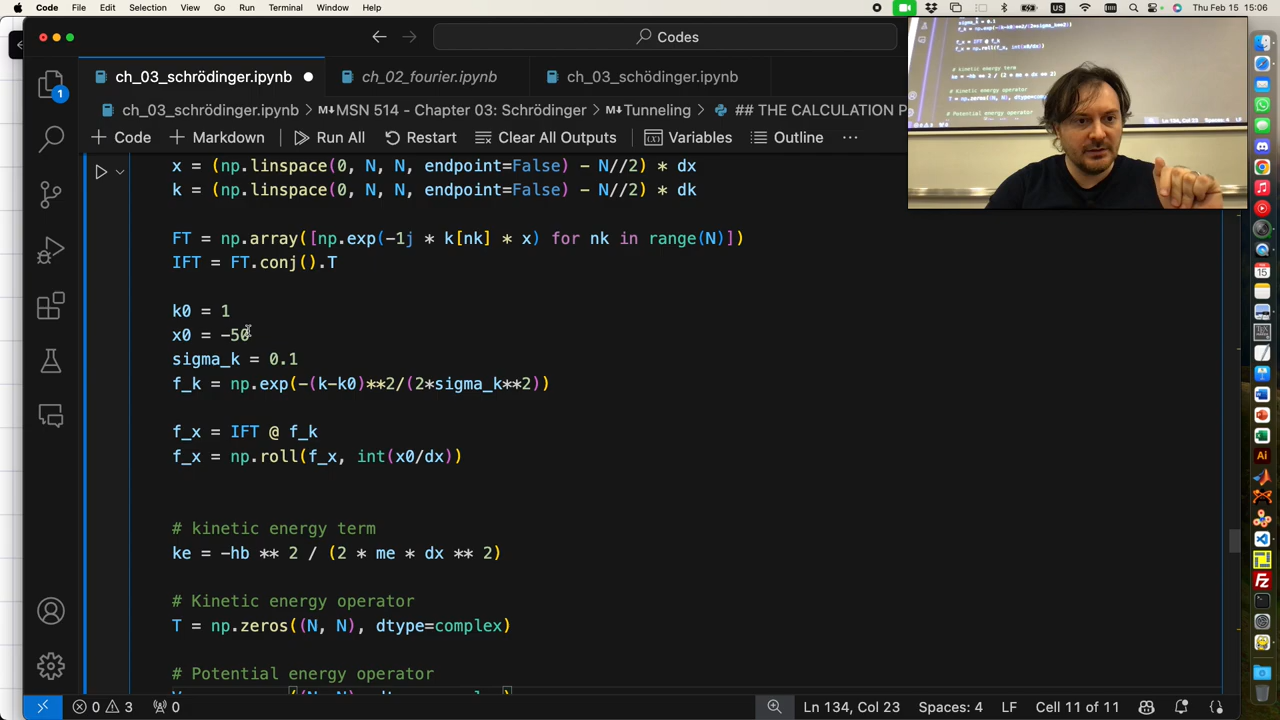 Code File Edit Selection View Go Run Terminal Window Help US Thu Feb 15 15:06
Codes
ch_03_schrödinger.ipynb ch_02_fourier.ipynb ch_03_schrödinger.ipynb
ch_03_schrödinger.ipynb > MSN 514 - Chapter 03: Schrödinger > Tunneling > ## THE CALCULATION P
+ Code + Markdown Run All Restart Clear All Outputs Variables Outline ...
x = (np.linspace(0, N, N, endpoint=False) - N//2) * dx
k = (np.linspace(0, N, N, endpoint=False) - N//2) * dk
FT = np.array([np.exp(-1j * k[nk] * x) for nk in range(N)])
IFT = FT.conj().T
k0 = 1
x0 = -50
sigma_k = 0.1
f_k = np.exp(-(k-k0)**2/(2*sigma_k**2))
f_x = IFT @ f_k
f_x = np.roll(f_x, int(x0/dx))
# kinetic energy term
ke = -hb ** 2 / (2 * me * dx ** 2)
# Kinetic energy operator
T = np.zeros((N, N), dtype=complex)
# Potential energy operator
0 3 0 Ln 134, Col 23 Spaces: 4 LF Cell 11 of 11